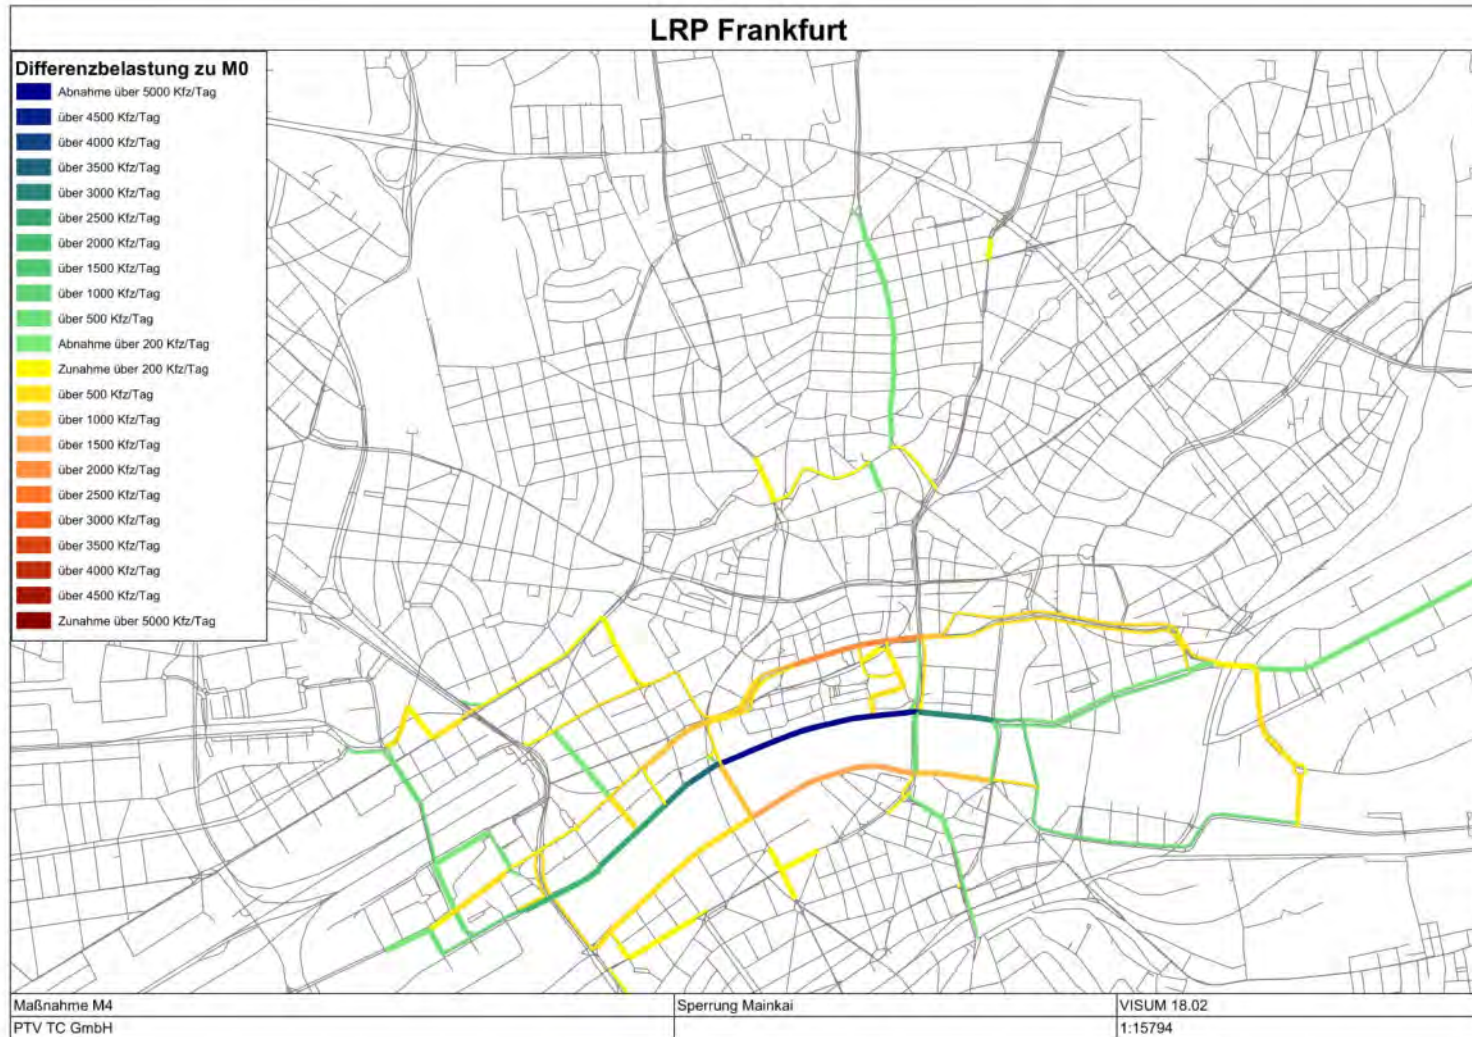 LRP Frankfurt
Differenzbelastung zu M0
Abnahme über 5000 Kfz/Tag
über 4500 Kfz/Tag
über 4000 Kfz/Tag
über 3500 Kfz/Tag
über 3000 Kfz/Tag
über 2500 Kfz/Tag
über 2000 Kfz/Tag
über 1500 Kfz/Tag
über 1000 Kfz/Tag
über 500 Kfz/Tag
Abnahme über 200 Kfz/Tag
Zunahme über 200 Kfz/Tag
über 500 Kfz/Tag
über 1000 Kfz/Tag
über 1500 Kfz/Tag
über 2000 Kfz/Tag
über 2500 Kfz/Tag
über 3000 Kfz/Tag
über 3500 Kfz/Tag
über 4000 Kfz/Tag
über 4500 Kfz/Tag
Zunahme über 5000 Kfz/Tag
Maßnahme M4
Sperrung Mainkai
VISUM 18.02
PTV TC GmbH
1:15794